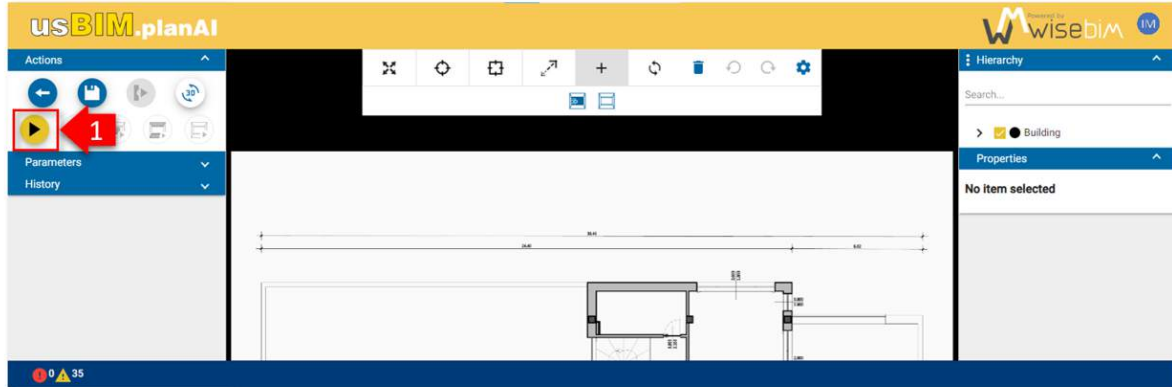 usBIM.planAI
Powered by
wisebim
IM
Actions
Hierarchy
3D
Search...
1
Building
Parameters
Properties
History
No item selected
0 35